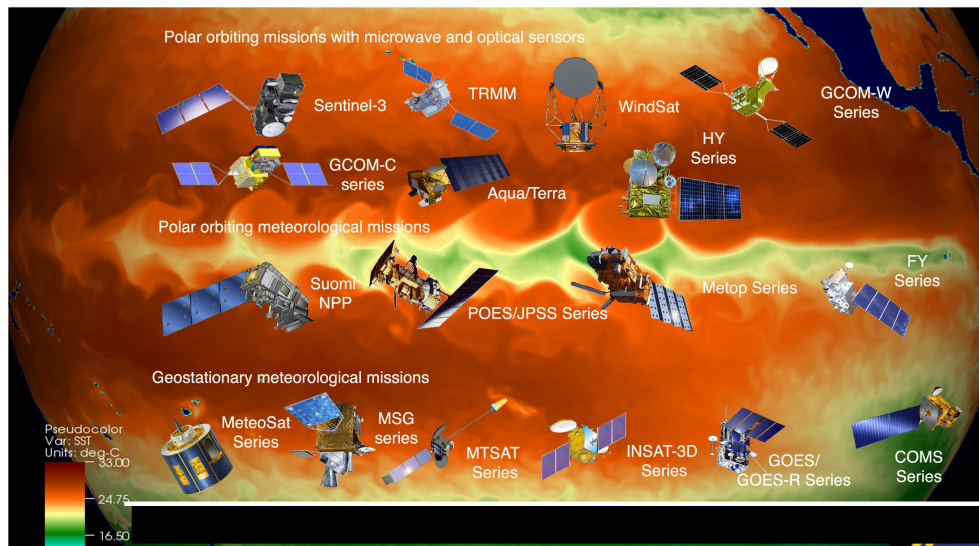 Polar orbiting missions with microwave and optical sensors
Sentinel-3
TRMM
WindSat
GCOM-W
Series
GCOM-C
series
Aqua/Terra
HY
Series
Polar orbiting meteorological missions
Suomi
NPP
POES/JPSS Series
Metop Series
FY
Series
Geostationary meteorological missions
MeteoSat
Series
MSG
series
MTSAT
Series
INSAT-3D
Series
GOES/
GOES-R Series
COMS
Series
Pseudocolor
Var: SST
Units: deg-C
33.00
24.75
16.50